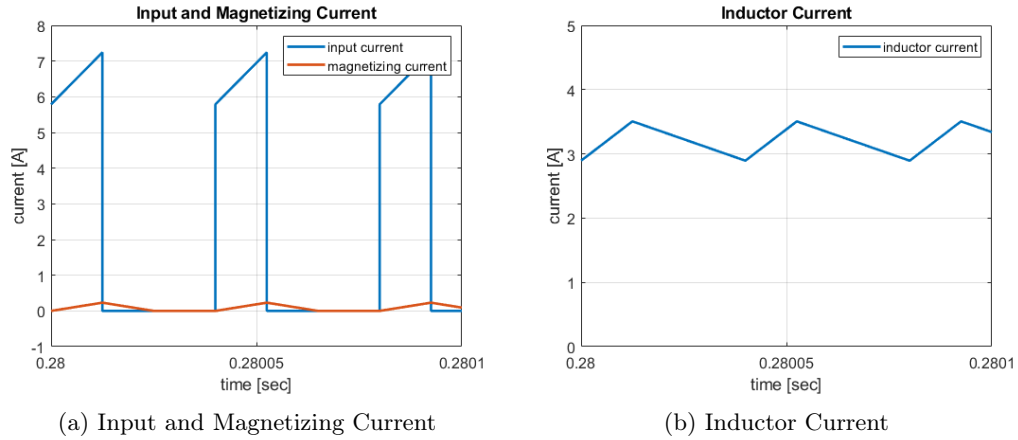 Input and Magnetizing Current
8
7
6
5
4
3
2
1
0
-1
current [A]
input current
magnetizing current
0.28
0.28005
0.2801
time [sec]
(a) Input and Magnetizing Current
Inductor Current
5
4
3
2
1
0
current [A]
inductor current
0.28
0.28005
0.2801
time [sec]
(b) Inductor Current